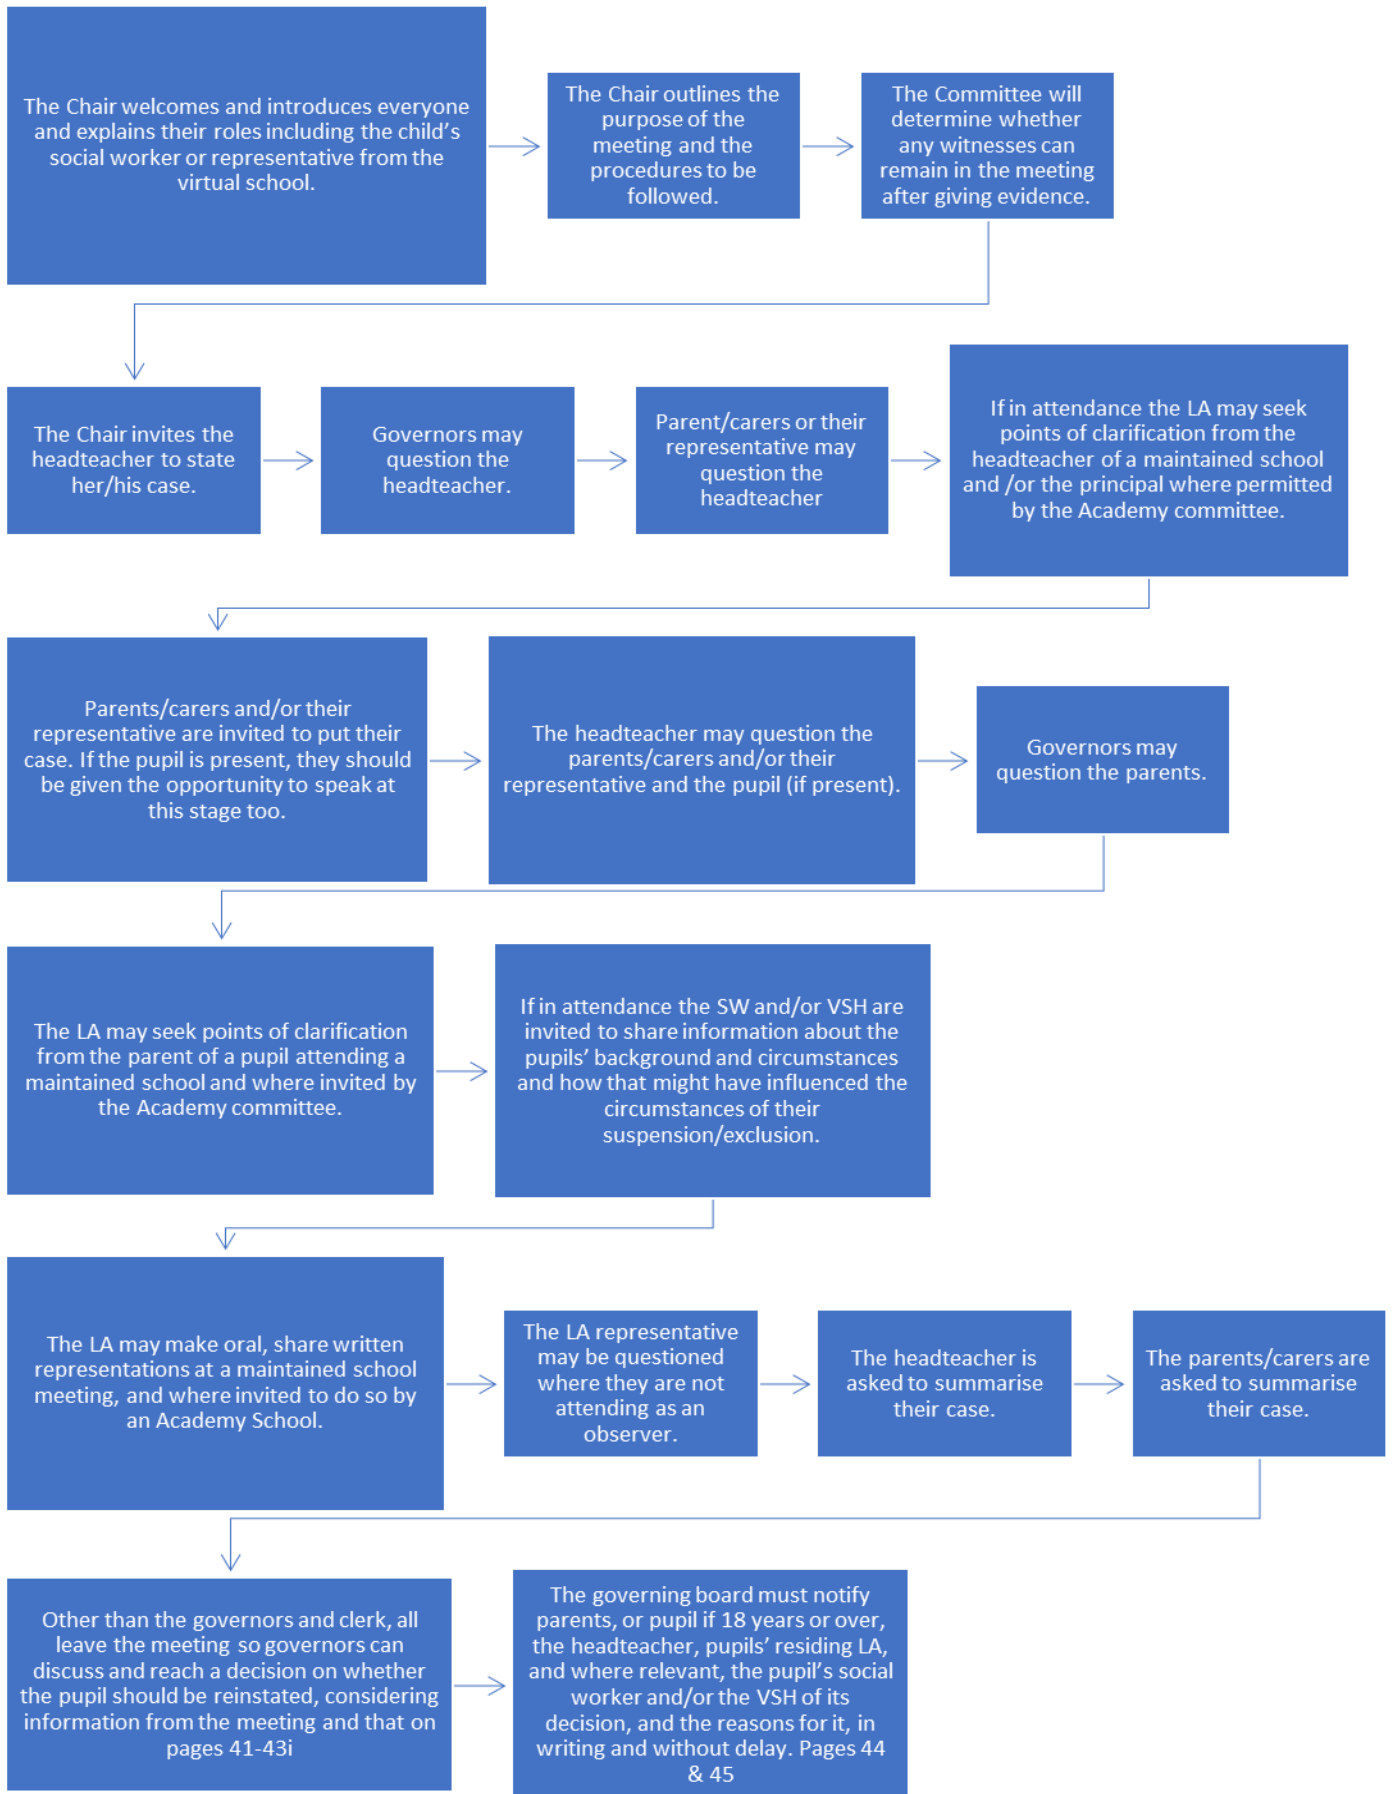 The Chair welcomes and introduces everyone
and explains their roles including the child's
social worker or representative from the
virtual school.
The Chair outlines the
purpose of the
meeting and the
procedures to be
followed.
The Committee will
determine whether
any witnesses can
remain in the meeting
after giving evidence.
The Chair invites the
headteacher to state
her/his case.
Governors may
question the
headteacher.
Parent/carers or their
representative may
question the
headteacher
If in attendance the LA may seek
points of clarification from the
headteacher of a maintained school
and /or the principal where permitted
by the Academy committee.
Parents/carers and/or their
representative are invited to put their
case. If the pupil is present, they should
be given the opportunity to speak at
this stage too.
The headteacher may question the
parents/carers and/or their
representative and the pupil (if present).
Governors may
question the parents.
The LA may seek points of clarification
from the parent of a pupil attending a
maintained school and where invited by
the Academy committee.
If in attendance the SW and/or VSH are
invited to share information about the
pupils' background and circumstances
and how that might have influenced the
circumstances of their
suspension/exclusion.
The LA may make oral, share written
representations at a maintained school
meeting, and where invited to do so by
an Academy School.
The LA representative
may be questioned
where they are not
attending as an
observer.
The headteacher is
asked to summarise
their case.
The parents/carers are
asked to summarise
their case.
Other than the governors and clerk, all
leave the meeting so governors can
discuss and reach a decision on whether
the pupil should be reinstated, considering
information from the meeting and that on
pages 41-43i
The governing board must notify
parents, or pupil if 18 years or over,
the headteacher, pupils' residing LA,
and where relevant, the pupil's social
worker and/or the VSH of its
decision, and the reasons for it, in
writing and without delay. Pages 44
& 45